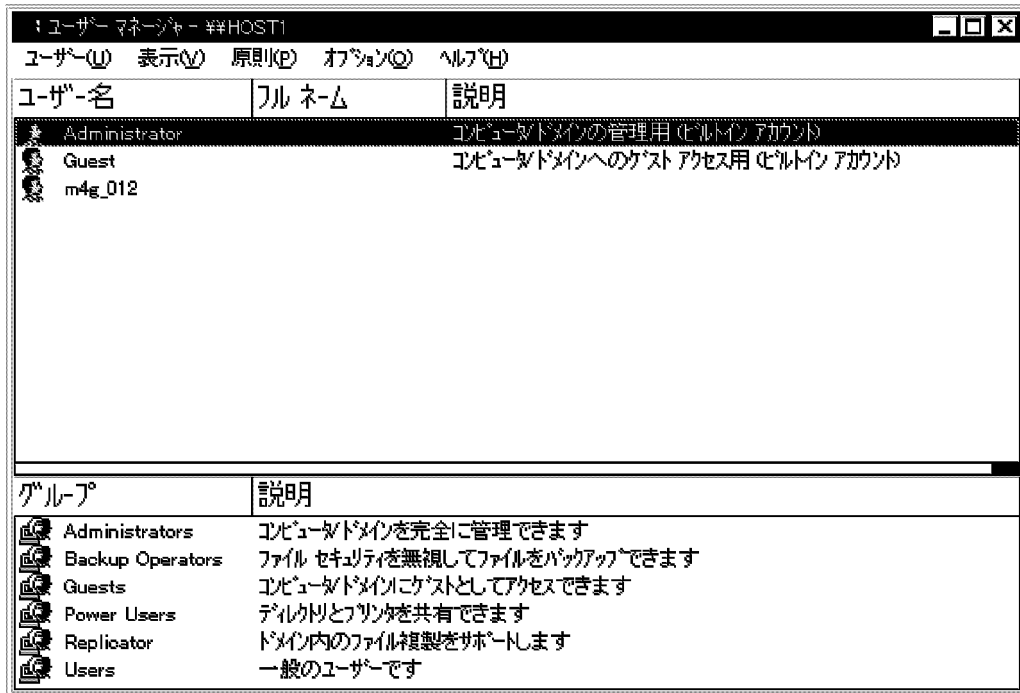 ユーザー マネージャ - ¥¥HOST1
ユーザー(U) 表示(V) 原則(P) オプション(O) ヘルプ(H)
ユーザー名 フル ネーム 説明
Administrator コンピュータ/ドメインの管理用 (ビルトイン アカウント)
Guest コンピュータ/ドメインへのゲスト アクセス用 (ビルトイン アカウント)
m4g_012
グループ 説明
Administrators コンピュータ/ドメインを完全に管理できます
Backup Operators ファイル セキュリティを無視してファイルをバックアップできます
Guests コンピュータ/ドメインにゲストとしてアクセスできます
Power Users ディレクトリとプリンタを共有できます
Replicator ドメイン内のファイル複製をサポートします
Users 一般のユーザーです